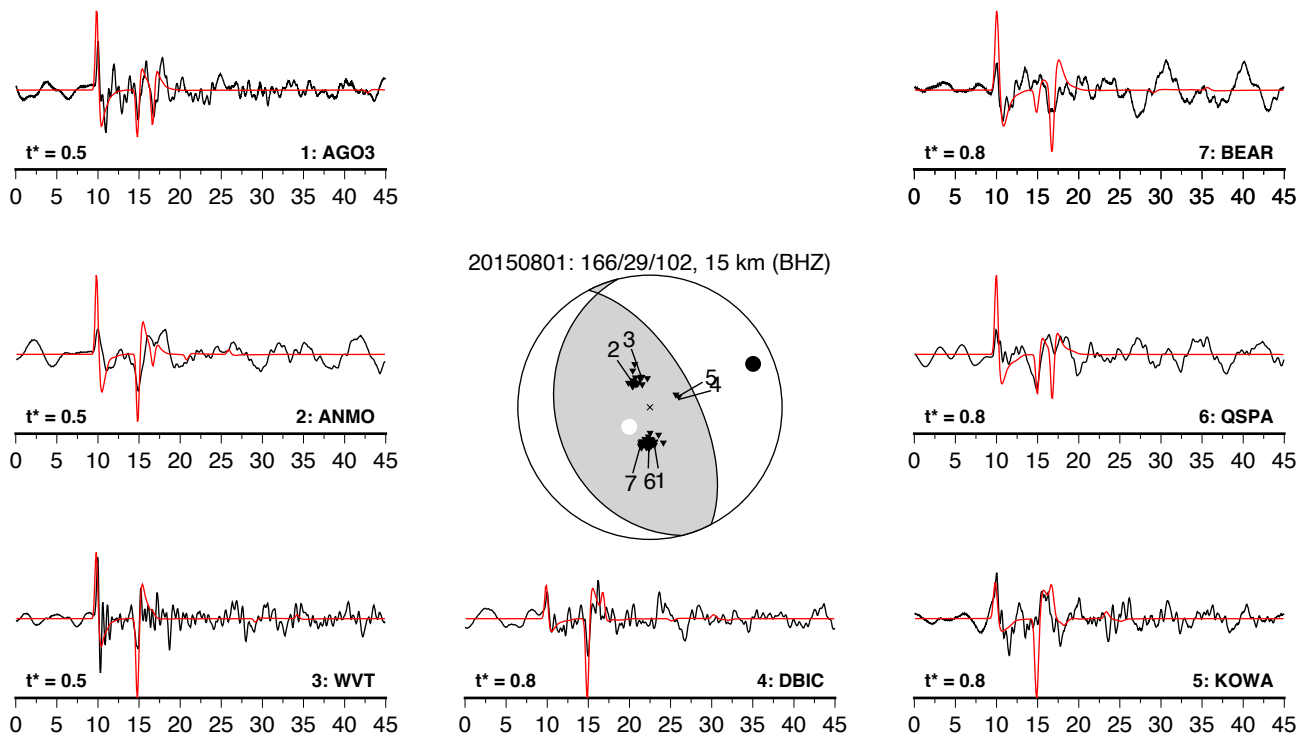 t* = 0.5 1: AGO3
0 5 10 15 20 25 30 35 40 45
t* = 0.8 7: BEAR
0 5 10 15 20 25 30 35 40 45
20150801: 166/29/102, 15 km (BHZ)
t* = 0.5 2: ANMO
0 5 10 15 20 25 30 35 40 45
2 3
5
4
7 6 1
t* = 0.8 6: QSPA
0 5 10 15 20 25 30 35 40 45
t* = 0.5 3: WVT
0 5 10 15 20 25 30 35 40 45
t* = 0.8 4: DBIC
0 5 10 15 20 25 30 35 40 45
t* = 0.8 5: KOWA
0 5 10 15 20 25 30 35 40 45